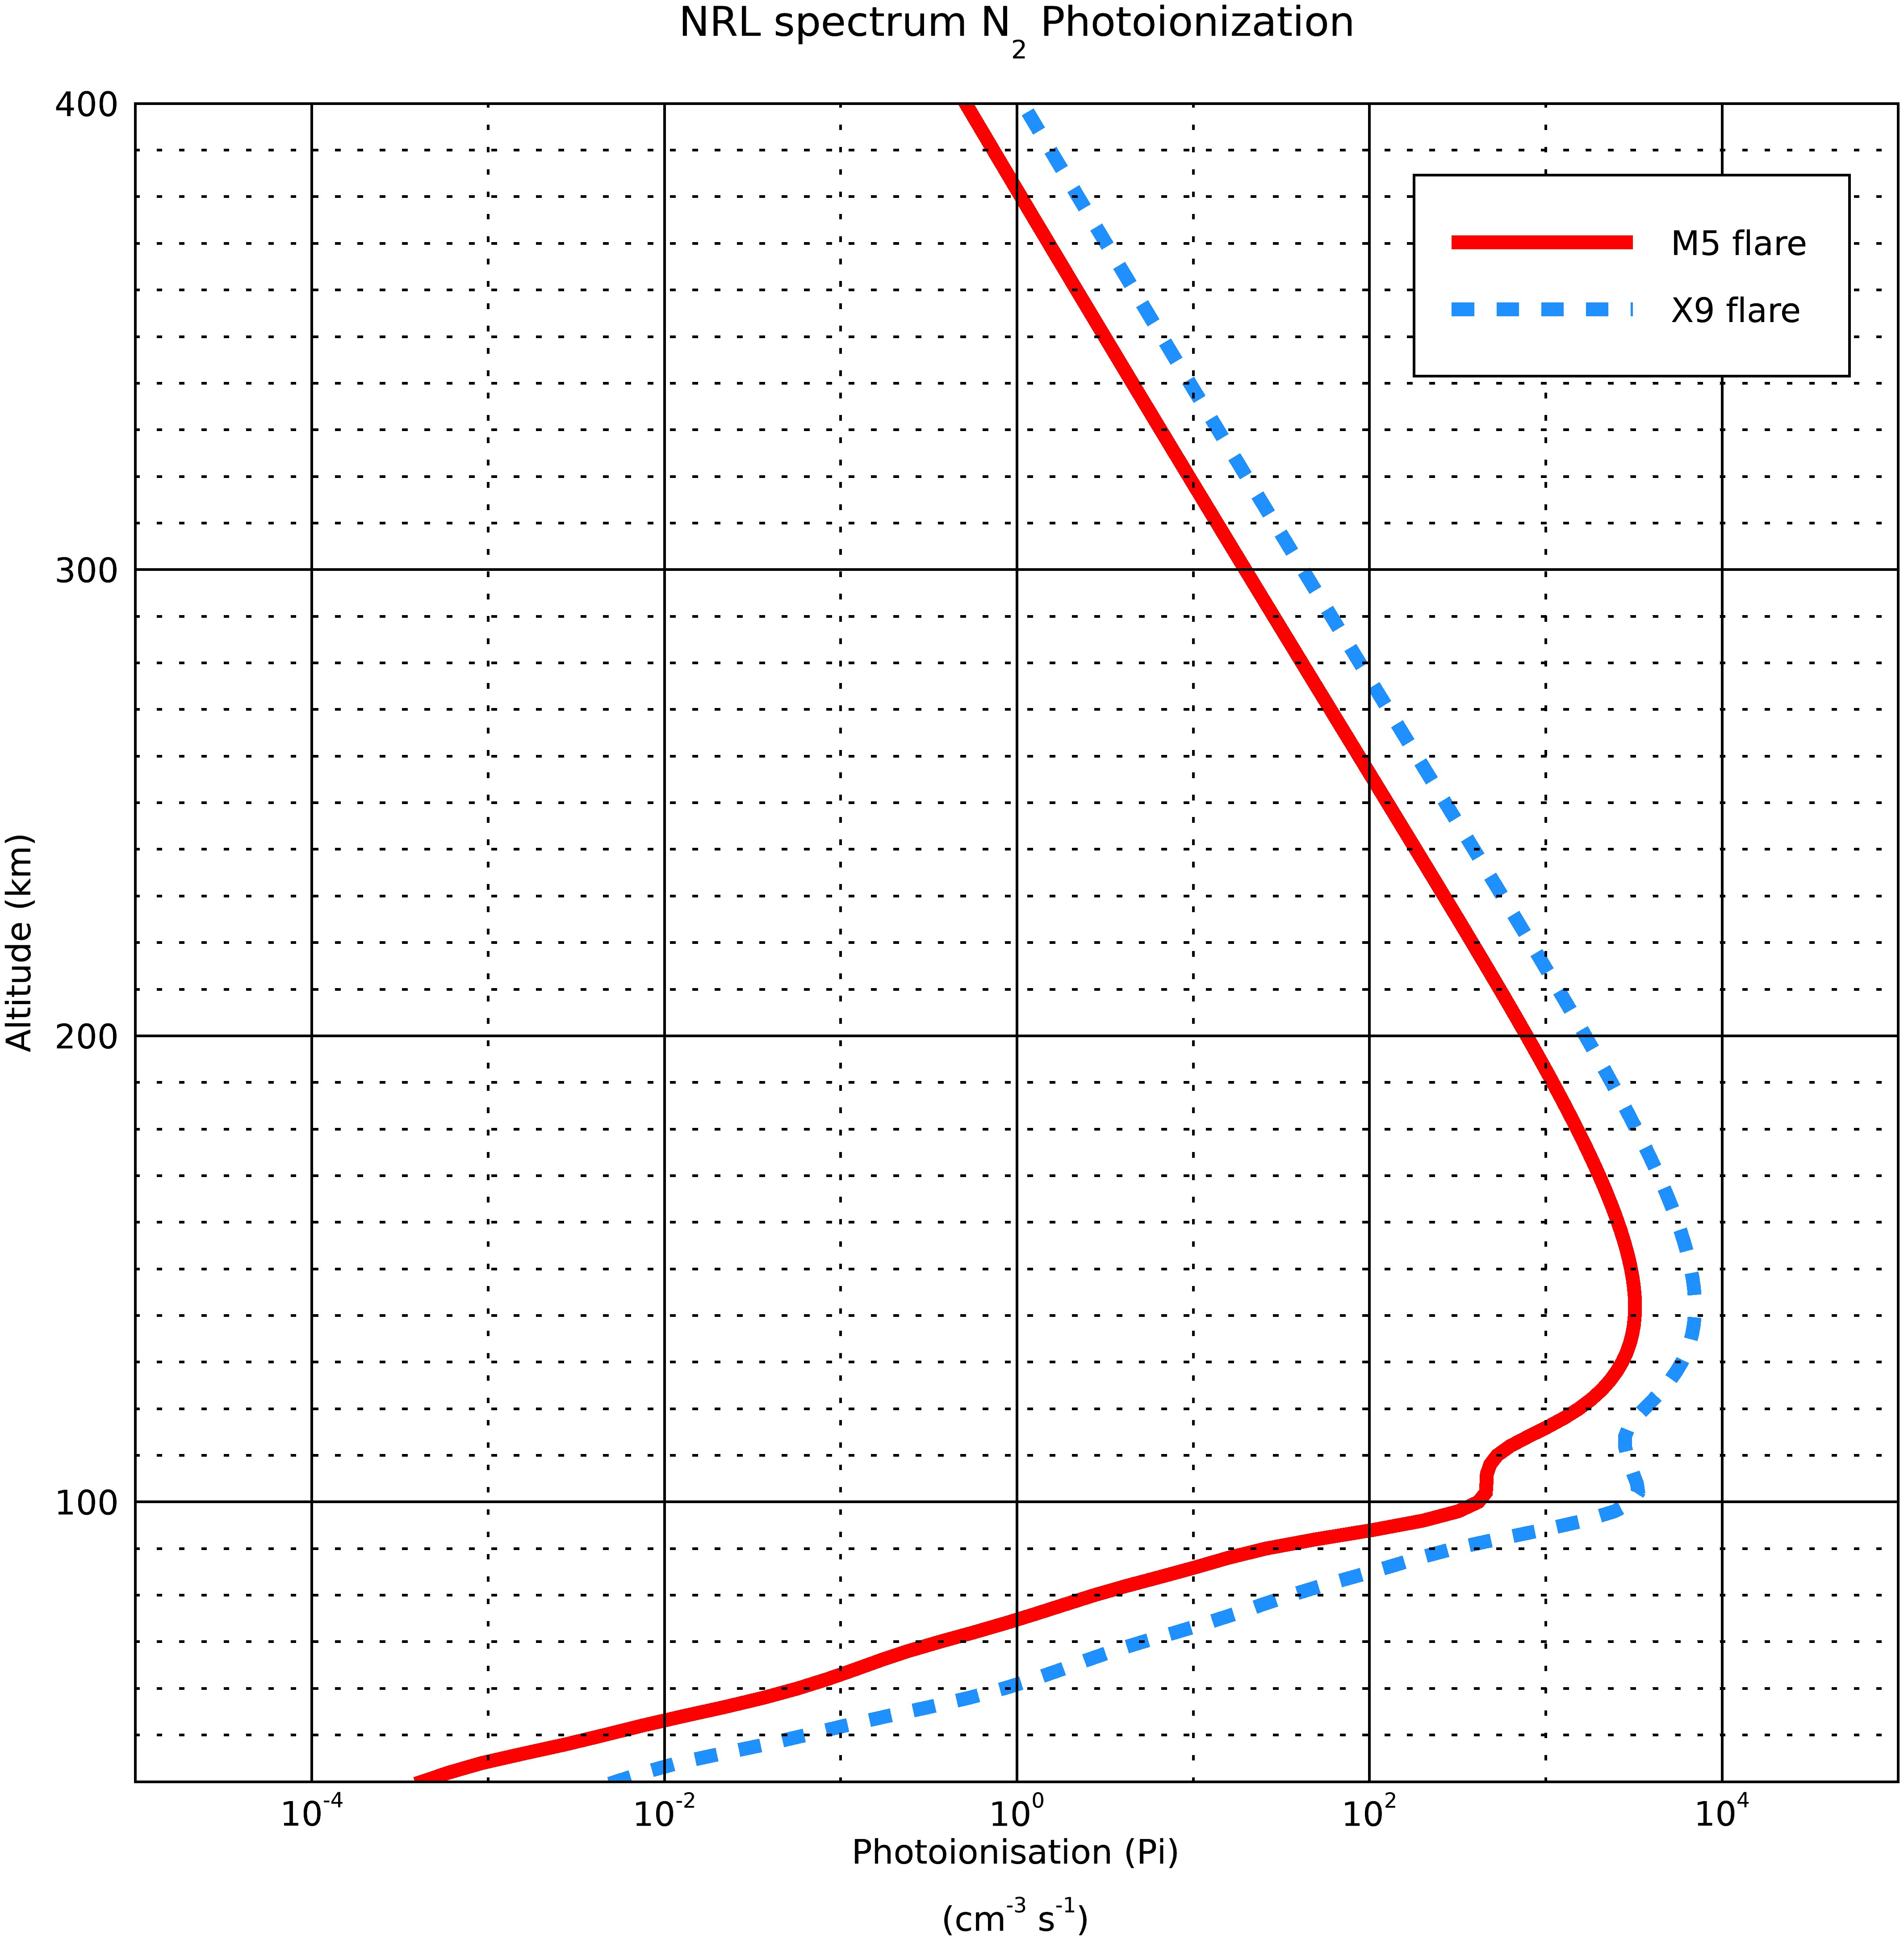 NRL spectrum N₂ Photoionization
400
300
200
100
Altitude (km)
M5 flare
X9 flare
10⁻⁴ 10⁻² 10⁰ 10² 10⁴
Photoionisation (Pi)
(cm⁻³ s⁻¹)